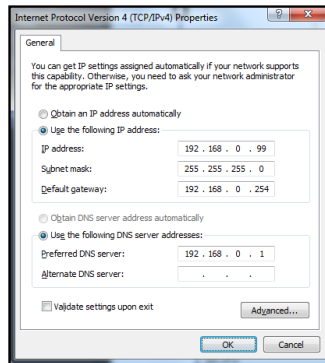 Internet Protocol Version 4 (TCP/IPv4) Properties
General
You can get IP settings assigned automatically if your network supports
this capability. Otherwise, you need to ask your network administrator
for the appropriate IP settings.
Obtain an IP address automatically
Use the following IP address:
IP address: 192 . 168 . 0 . 99
Subnet mask: 255 . 255 . 255 . 0
Default gateway: 192 . 168 . 0 . 254
Obtain DNS server address automatically
Use the following DNS server addresses:
Preferred DNS server: 192 . 168 . 0 . 1
Alternate DNS server: . . .
Validate settings upon exit
Advanced...
OK Cancel